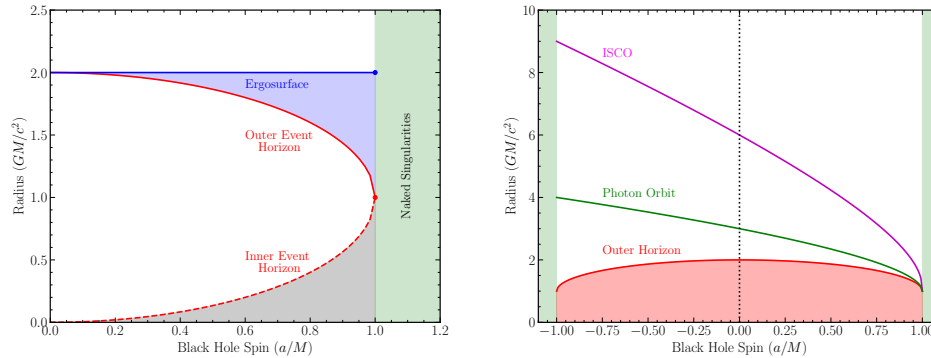 2.5
2.0
1.5
1.0
0.5
0.0
0.0
0.2
0.4
0.6
0.8
1.0
1.2
Radius (GM/c²)
Black Hole Spin (a/M)
Ergosurface
Outer Event
Horizon
Inner Event
Horizon
Naked Singularities
10
8
6
4
2
0
−1.00
−0.75
−0.50
−0.25
0.00
0.25
0.50
0.75
1.00
Radius (GM/c²)
Black Hole Spin (a/M)
ISCO
Photon Orbit
Outer Horizon